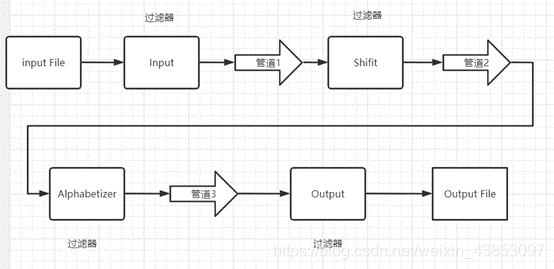 过滤器
过滤器
input File
Input
管道1
Shifit
管道2
Alphabetizer
管道3
Output
Output File
过滤器
过滤器
https://blog.csdn.net/weixin_43853097